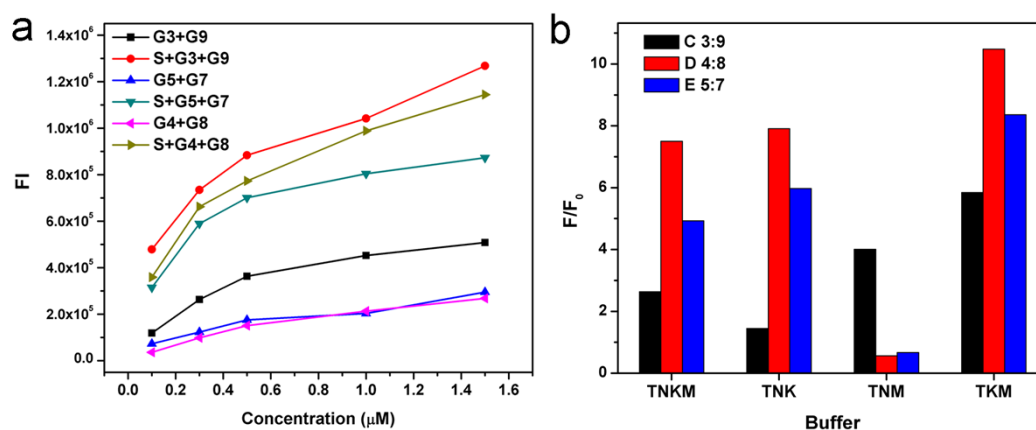 a
1.4x10⁶
1.2x10⁶
1.0x10⁶
8.0x10⁵
6.0x10⁵
4.0x10⁵
2.0x10⁵
0.0
FI
G3+G9
S+G3+G9
G5+G7
S+G5+G7
G4+G8
S+G4+G8
0.0 0.2 0.4 0.6 0.8 1.0 1.2 1.4 1.6
Concentration (μM)
b
10
8
6
4
2
0
F/F₀
C 3:9
D 4:8
E 5:7
TNKM TNK TNM TKM
Buffer